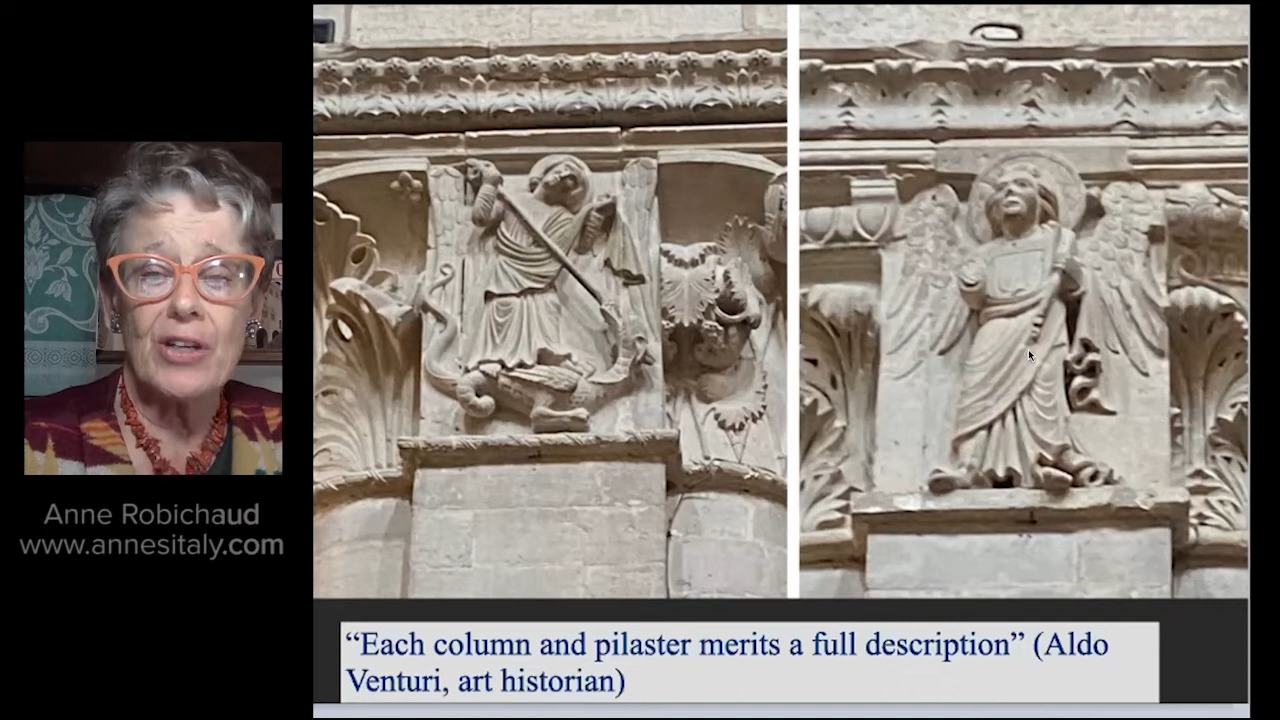 Anne Robichaud
www.annesitaly.com
“Each column and pilaster merits a full description” (Aldo
Venturi, art historian)